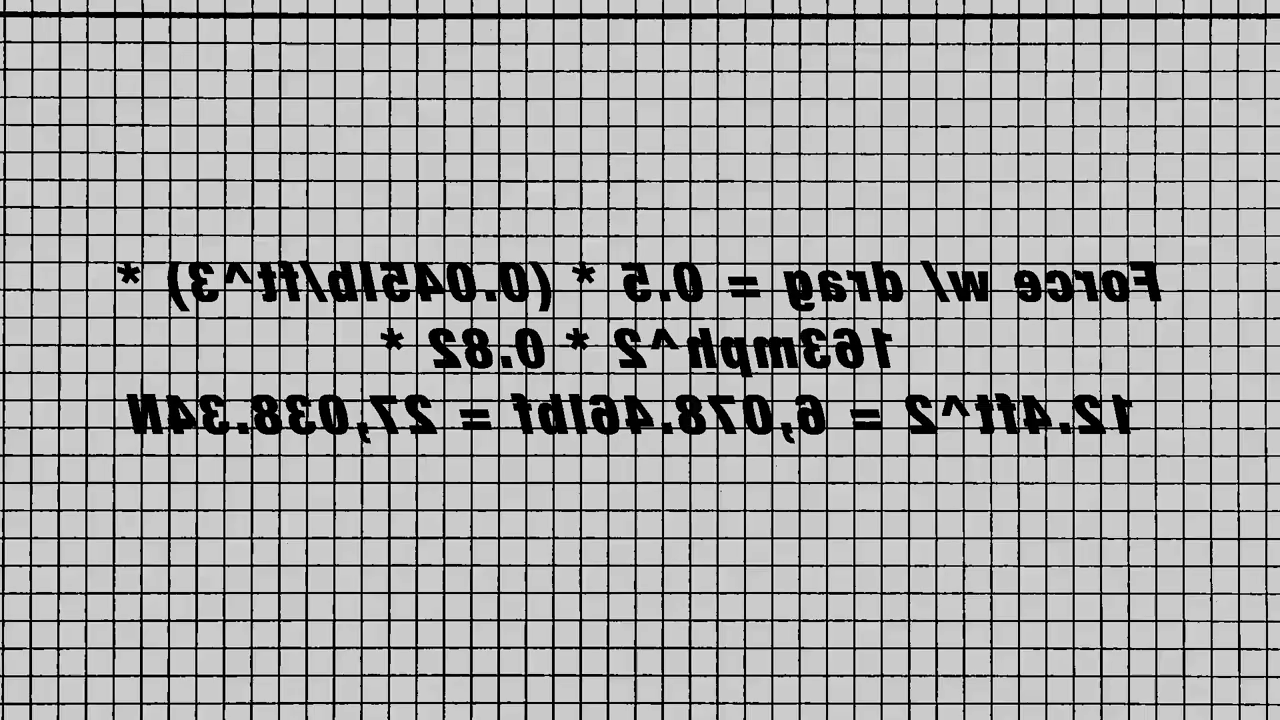 Force w/ drag = 0.5 * (0.045lb/ft^3) *
163mph^2 * 0.82 *
12.4ft^2 = 6,078.46lbf = 27,038.34N